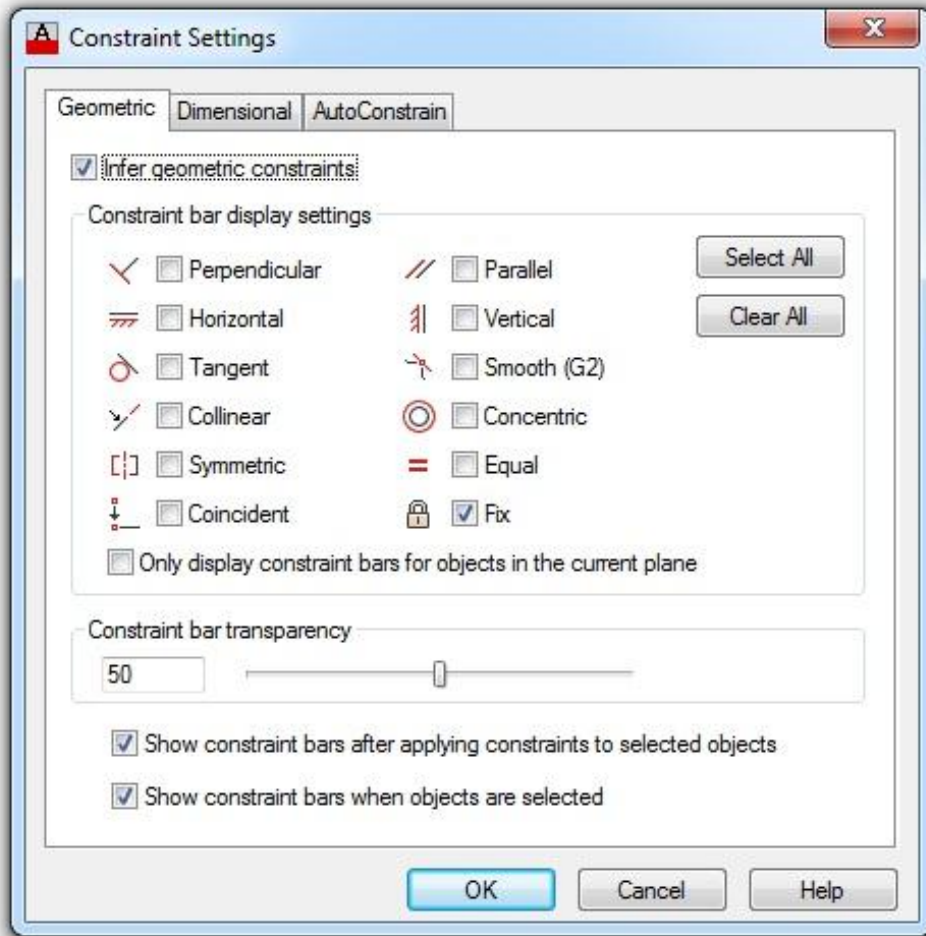 Constraint Settings
Geometric Dimensional AutoConstrain
Infer geometric constraints
Constraint bar display settings
Perpendicular Parallel Select All
Horizontal Vertical Clear All
Tangent Smooth (G2)
Collinear Concentric
Symmetric Equal
Coincident Fix
Only display constraint bars for objects in the current plane
Constraint bar transparency
50
Show constraint bars after applying constraints to selected objects
Show constraint bars when objects are selected
OK Cancel Help